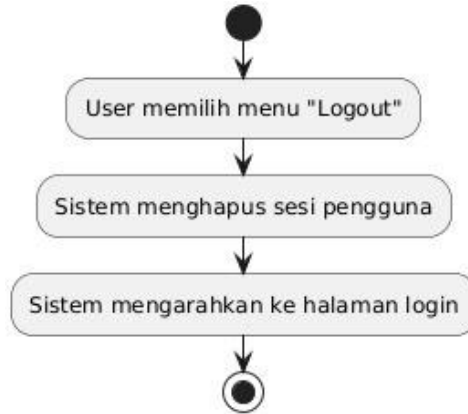 User memilih menu "Logout"
Sistem menghapus sesi pengguna
Sistem mengarahkan ke halaman login